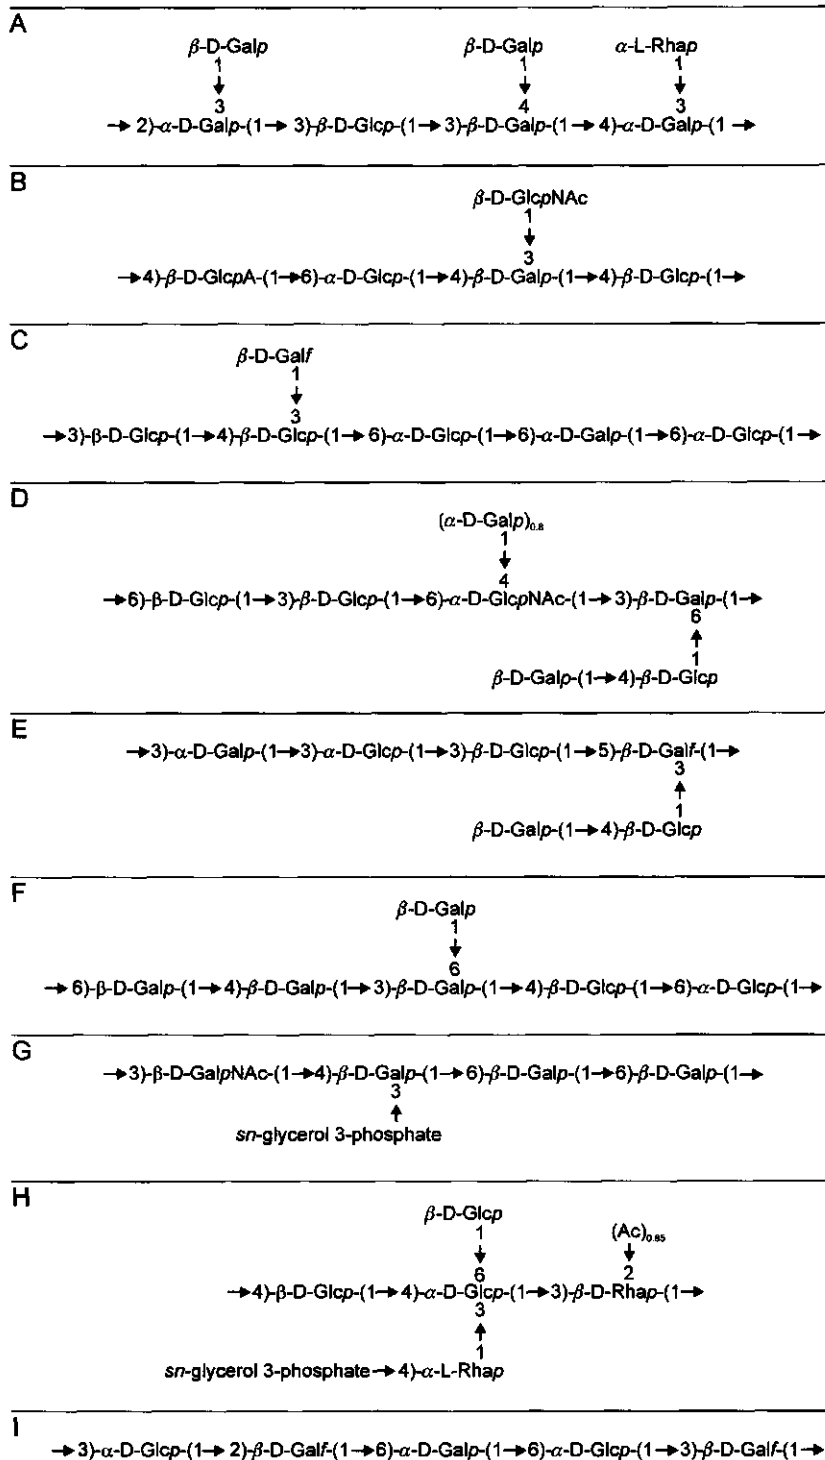 A
β-D-Galp β-D-Galp α-L-Rhap
1 1 1
3 4 3
→ 2)-α-D-Galp-(1 → 3)-β-D-Glcp-(1 → 3)-β-D-Galp-(1 → 4)-α-D-Galp-(1 →
B
β-D-GlcpNAc
1
3
→4)-β-D-GlcpA-(1→6)-α-D-Glcp-(1→4)-β-D-Galp-(1→4)-β-D-Glcp-(1→
C
β-D-Galf
1
3
→3)-β-D-Glcp-(1→4)-β-D-Glcp-(1→6)-α-D-Glcp-(1→6)-α-D-Galp-(1→6)-α-D-Glcp-(1→
D
(α-D-Galp)0.8
1
4
→6)-β-D-Glcp-(1→3)-β-D-Glcp-(1→6)-α-D-GlcpNAc-(1→3)-β-D-Galp-(1→
6
1
β-D-Galp-(1→4)-β-D-Glcp
E
→3)-α-D-Galp-(1→3)-α-D-Glcp-(1→3)-β-D-Glcp-(1→5)-β-D-Galf-(1→
3
1
β-D-Galp-(1→4)-β-D-Glcp
F
β-D-Galp
1
6
→6)-β-D-Galp-(1→4)-β-D-Galp-(1→3)-β-D-Galp-(1→4)-β-D-Glcp-(1→6)-α-D-Glcp-(1→
G
→3)-β-D-GalpNAc-(1→4)-β-D-Galp-(1→6)-β-D-Galp-(1→6)-β-D-Galp-(1→
3
sn-glycerol 3-phosphate
H
β-D-Glcp
1 (Ac)0.85
6 2
→4)-β-D-Glcp-(1→4)-α-D-Glcp-(1→3)-β-D-Rhap-(1→
3
1
sn-glycerol 3-phosphate→4)-α-L-Rhap
I
→3)-α-D-Glcp-(1→2)-β-D-Galf-(1→6)-α-D-Galp-(1→6)-α-D-Glcp-(1→3)-β-D-Galf-(1→